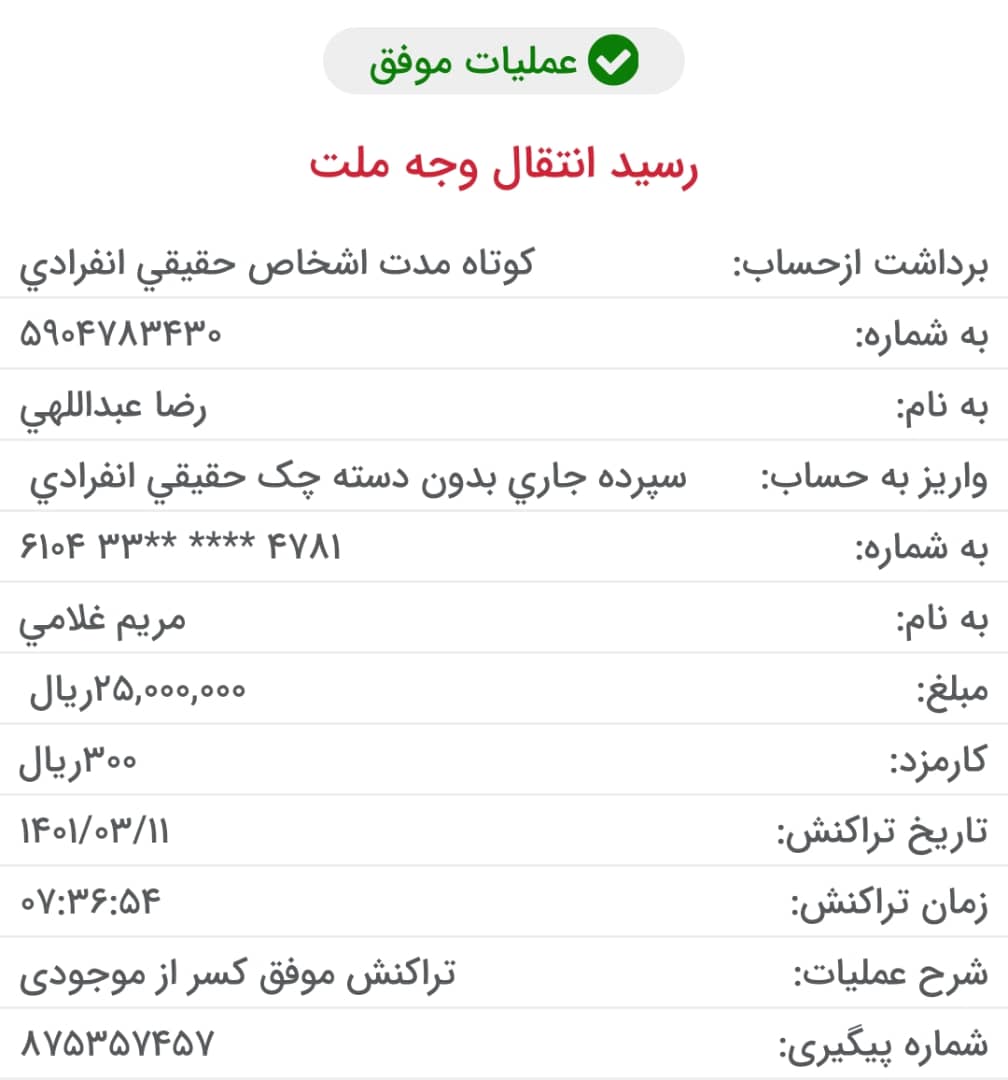 عملیات موفق
رسید انتقال وجه ملت
برداشت ازحساب: کوتاه مدت اشخاص حقيقي انفرادي
به شماره: ۵۹۰۴۷۸۳۴۳۰
به نام: رضا عبداللهي
واریز به حساب: سپرده جاري بدون دسته چک حقيقي انفرادي
به شماره: ۶۱۰۴ ۳۳** **** ۴۷۸۱
به نام: مريم غلامي
مبلغ: ۲۵,۰۰۰,۰۰۰ریال
کارمزد: ۳۰۰ریال
تاریخ تراکنش: ۱۴۰۱/۰۳/۱۱
زمان تراکنش: ۰۷:۳۶:۵۴
شرح عملیات: تراکنش موفق کسر از موجودی
شماره پیگیری: ۸۷۵۳۵۷۴۵۷